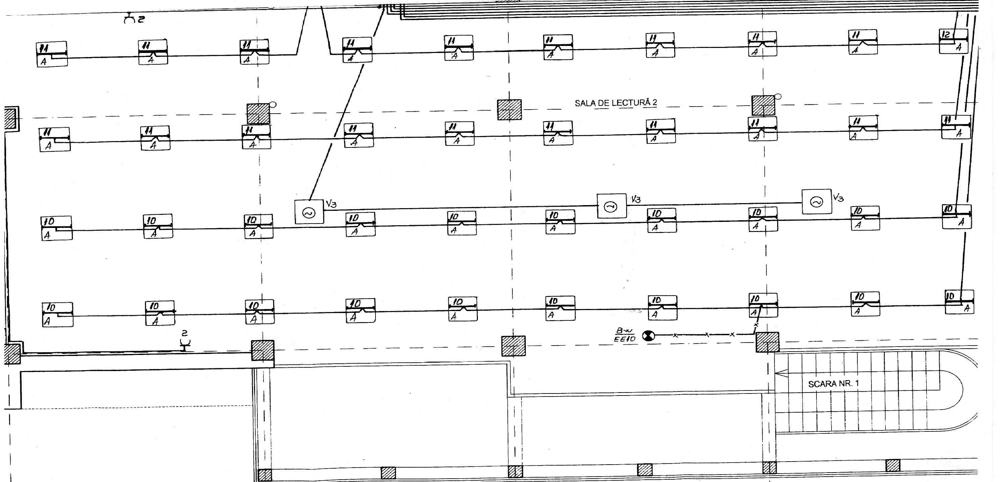 2
11 11 11 11 11 11 11 11 11 12
A A A A A A A A A A
SALA DE LECTURĂ 2
11 11 11 11 11 11 11 11 11 11
A A A A A A A A A A
V3 V3 V3
10 10 10 10 10 10 10 10 10 10
A A A A A A A A A A
10 10 10 10 10 10 10 10 10 10
A A A A A A A A A A
2
8w
EE10
SCARA NR. 1